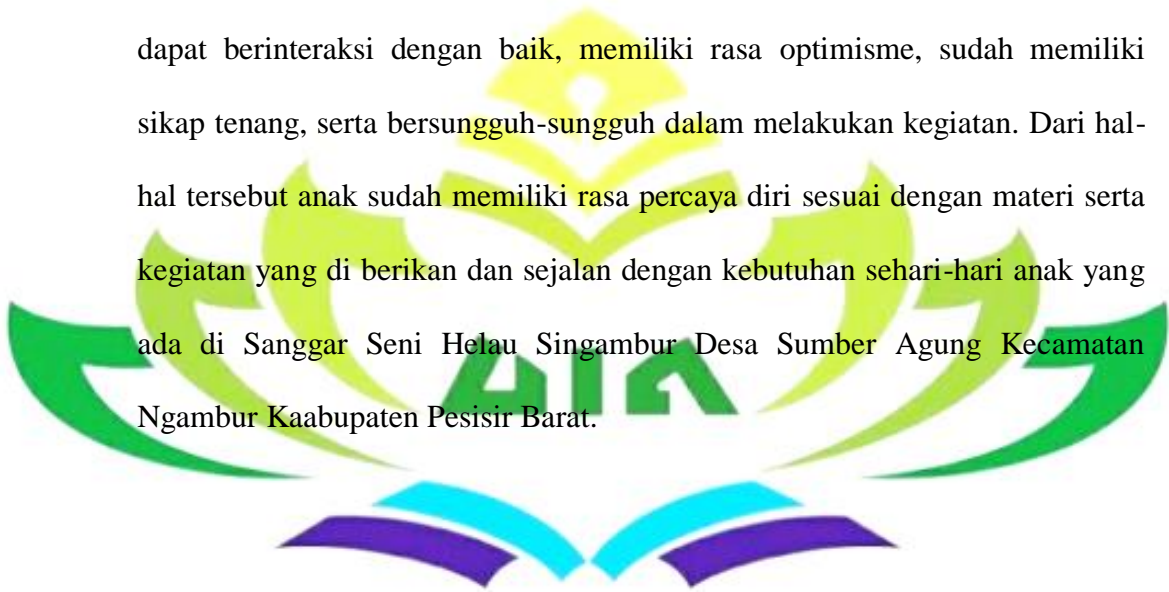 dapat berinteraksi dengan baik, memiliki rasa optimisme, sudah memiliki
sikap tenang, serta bersungguh-sungguh dalam melakukan kegiatan. Dari hal-
hal tersebut anak sudah memiliki rasa percaya diri sesuai dengan materi serta
kegiatan yang di berikan dan sejalan dengan kebutuhan sehari-hari anak yang
ada di Sanggar Seni Helau Singambur Desa Sumber Agung Kecamatan
Ngambur Kaabupaten Pesisir Barat.